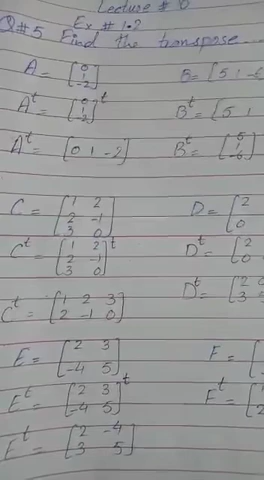 Lecture # 
Ex # 1.2
Q#5 Find the transpose...
A = [0 1 -2]
B = [5 1 -6
A^t = [0 1 -2]^t
B^t = [5 1
A^t = [0 1 -2]
B^t = [5 1 -6]
C = [1 2 2 -1 3 0]
D = [2 0
C^t = [1 2 2 -1 3 0]^t
D^t = [2 0
C^t = [1 2 3 2 -1 0]
D^t = [2 0 3
E = [2 3 -4 5]
F = [
E^t = [2 3 -4 5]^t
F^t = [
E^t = [2 -4 3 5]